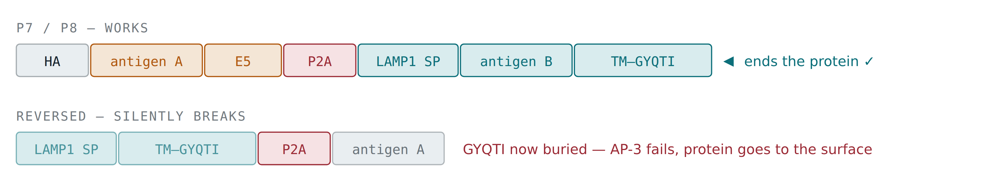 P7 / P8 — WORKS
HA antigen A E5 P2A LAMP1 SP antigen B TM–GYQTI ◀ ends the protein ✓
REVERSED — SILENTLY BREAKS
LAMP1 SP TM–GYQTI P2A antigen A GYQTI now buried — AP-3 fails, protein goes to the surface